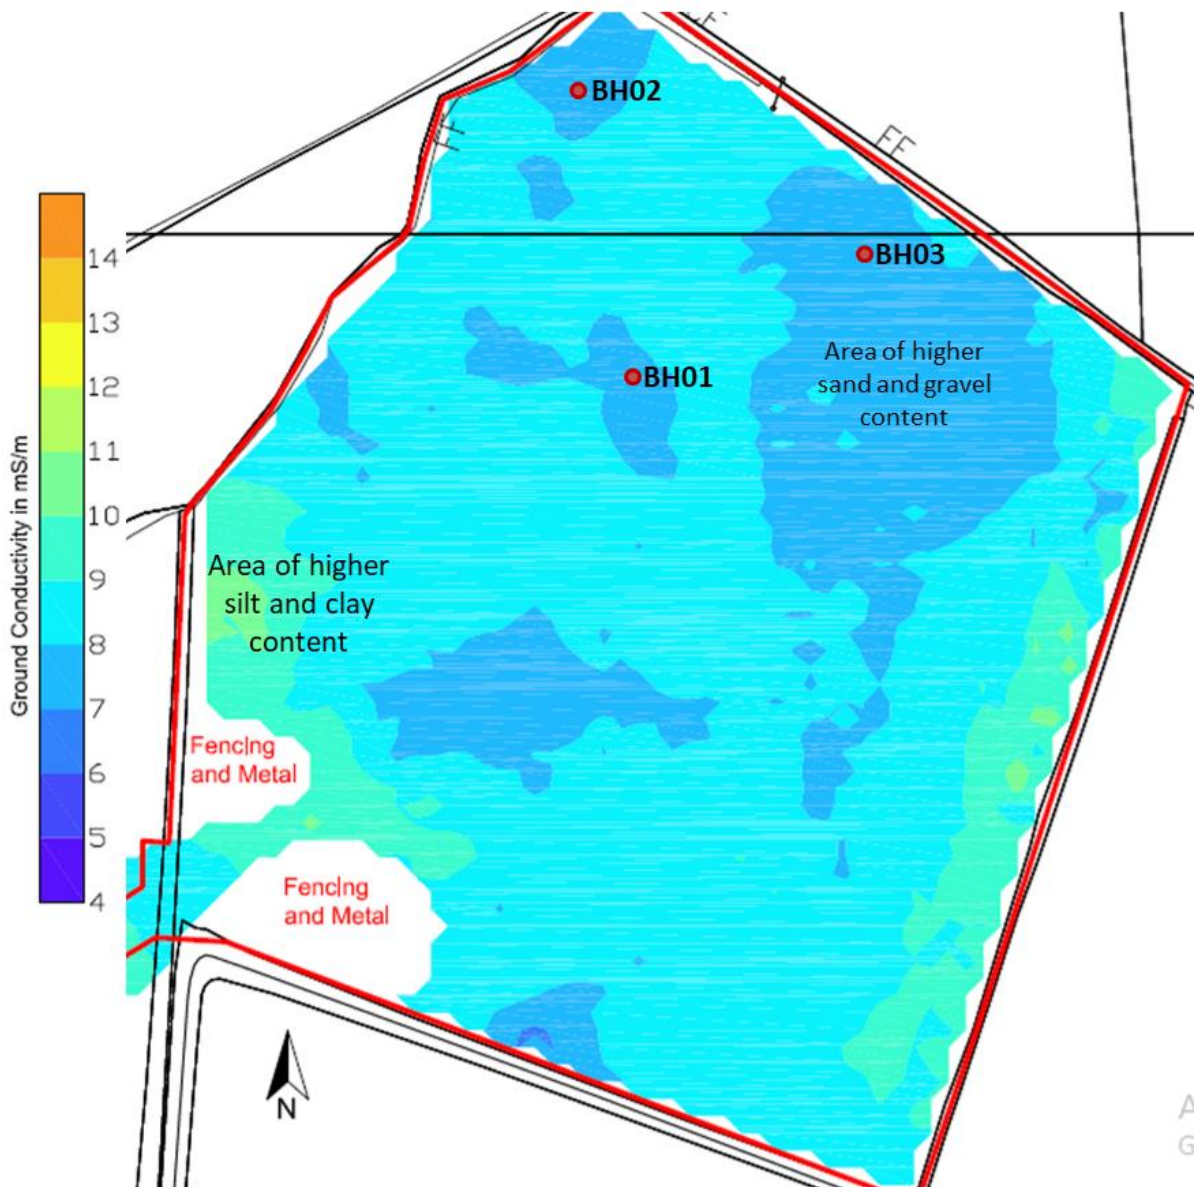 FF
BH02
FF
FF
14
13
12
11
10
9
8
7
6
5
4
Ground Conductivity in mS/m
BH03
BH01
Area of higher
sand and gravel
content
Area of higher
silt and clay
content
Fencing
and Metal
Fencing
and Metal
N
A
G